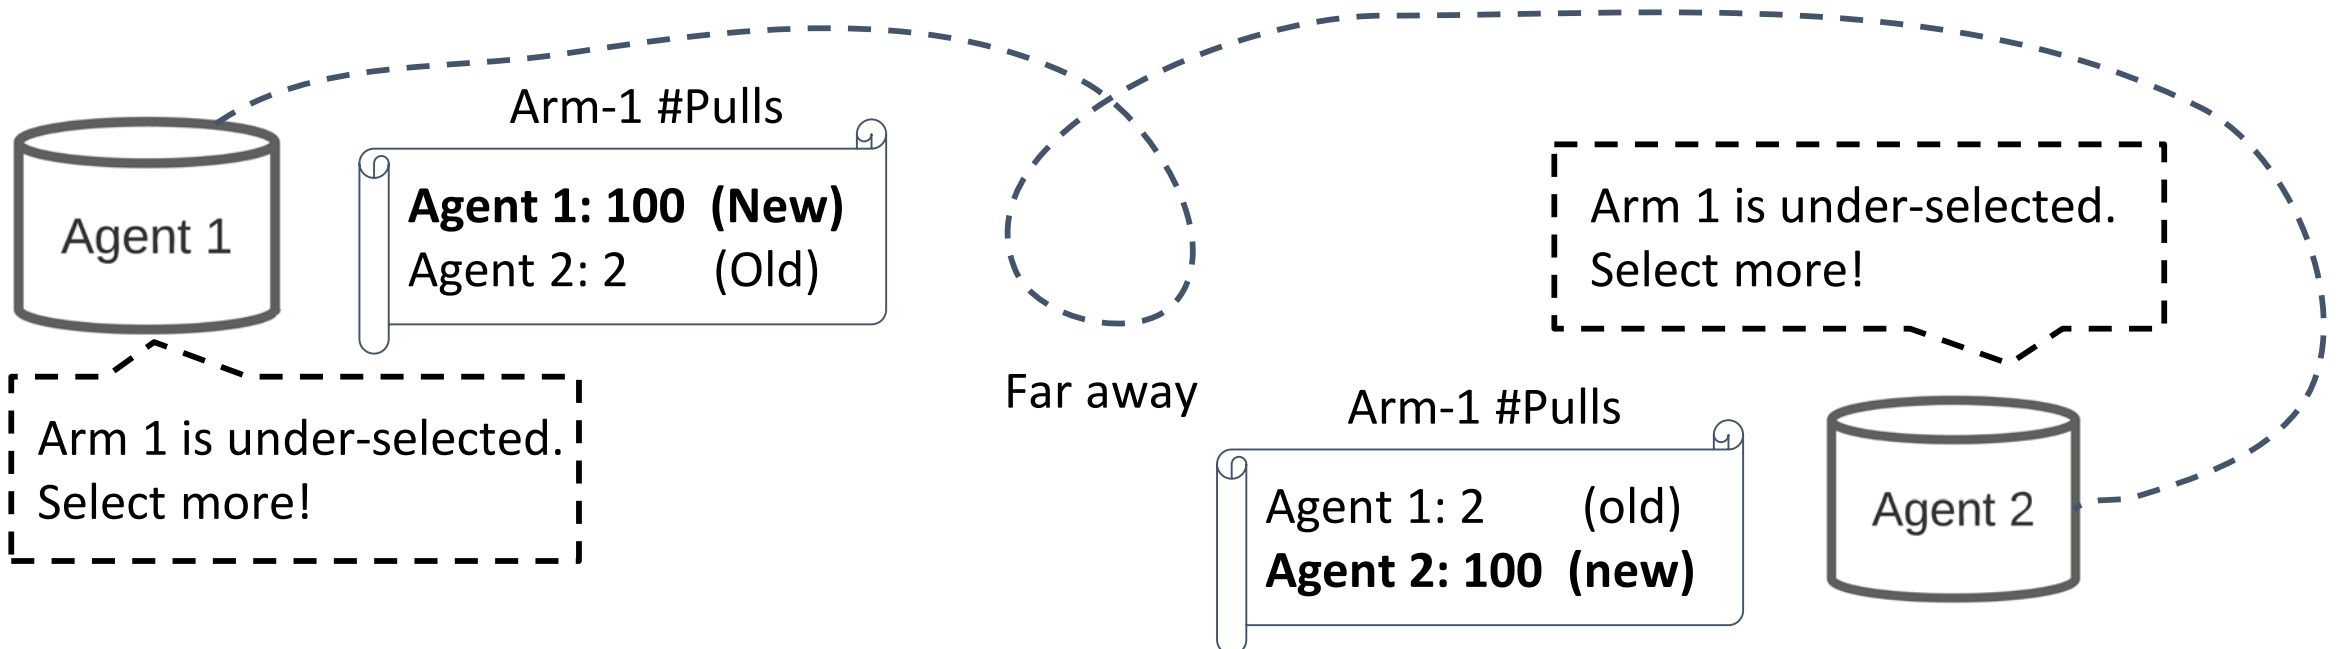 Arm-1 #Pulls
Agent 1
Agent 1: 100 (New)
Agent 2: 2 (Old)
Arm 1 is under-selected.
Select more!
Far away
Arm 1 is under-selected.
Select more!
Arm-1 #Pulls
Agent 1: 2 (old)
Agent 2: 100 (new)
Agent 2